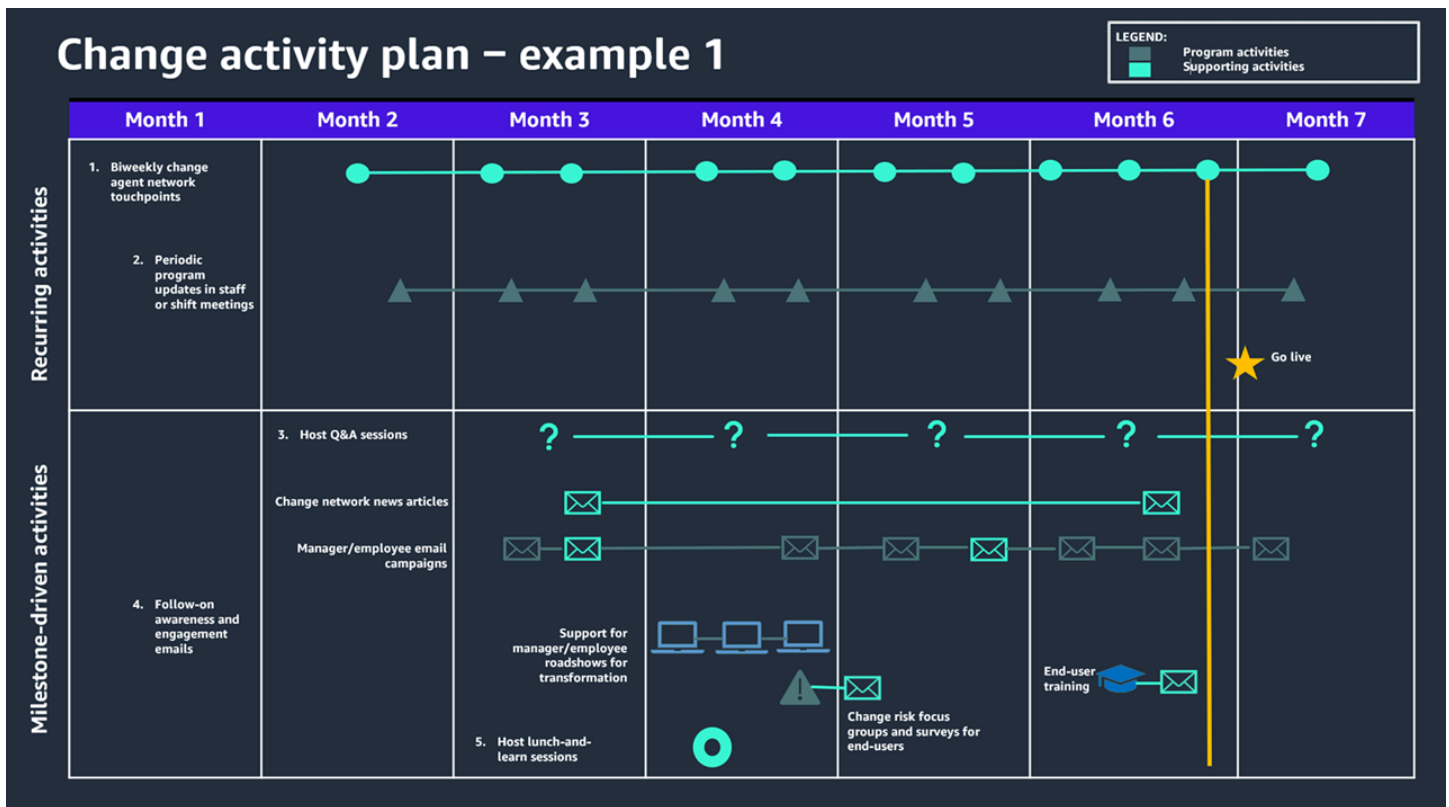 Change activity plan – example 1
LEGEND:
Program activities
Supporting activities
Month 1
Month 2
Month 3
Month 4
Month 5
Month 6
Month 7
Recurring activities
1. Biweekly change
agent network
touchpoints
2. Periodic
program
updates in staff
or shift meetings
Go live
Milestone-driven activities
3. Host Q&A sessions
? ? ? ? ?
Change network news articles
Manager/employee email
campaigns
4. Follow-on
awareness and
engagement
emails
Support for
manager/employee
roadshows for
transformation
!
End-user
training
Change risk focus
groups and surveys for
end-users
5. Host lunch-and-
learn sessions